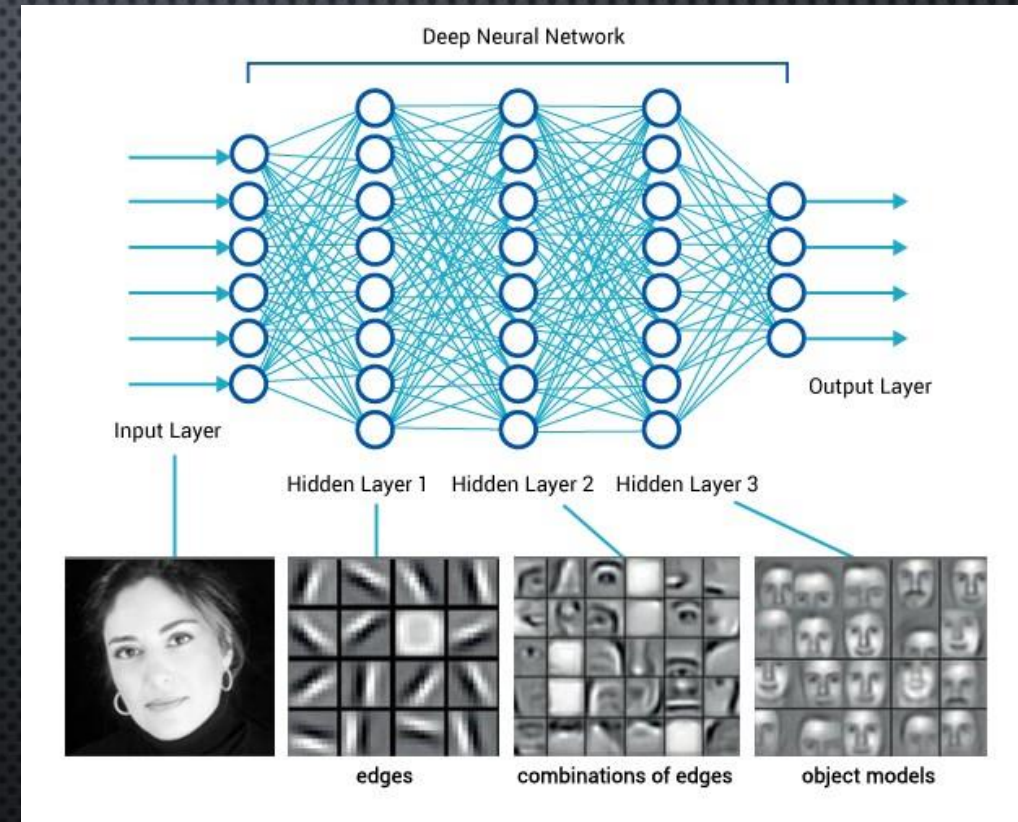 Deep Neural Network
Output Layer
Input Layer
Hidden Layer 1 Hidden Layer 2 Hidden Layer 3
edges combinations of edges object models